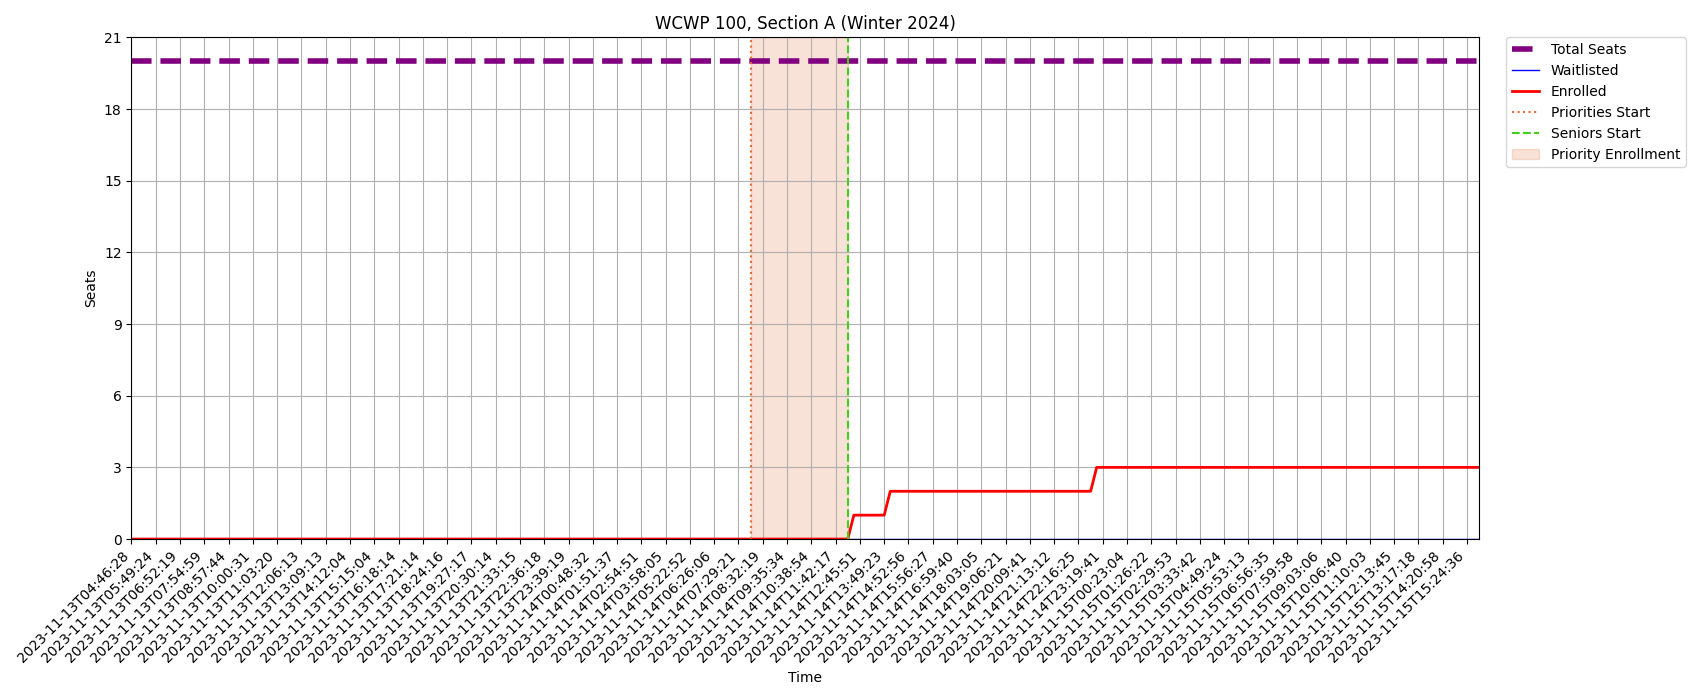 WCWP 100, Section A (Winter 2024)
21
18
15
12
9
6
3
0
Seats
Total Seats
Waitlisted
Enrolled
Priorities Start
Seniors Start
Priority Enrollment
2023-11-13T04:46:28
2023-11-13T05:49:24
2023-11-13T06:52:19
2023-11-13T07:54:59
2023-11-13T08:57:44
2023-11-13T10:00:31
2023-11-13T11:03:20
2023-11-13T12:06:13
2023-11-13T13:09:13
2023-11-13T14:12:04
2023-11-13T15:15:04
2023-11-13T16:18:14
2023-11-13T17:21:14
2023-11-13T18:24:16
2023-11-13T19:27:17
2023-11-13T20:30:14
2023-11-13T21:33:15
2023-11-13T22:36:18
2023-11-13T23:39:19
2023-11-14T00:48:32
2023-11-14T01:51:37
2023-11-14T02:54:51
2023-11-14T03:58:05
2023-11-14T05:22:52
2023-11-14T06:26:06
2023-11-14T07:29:21
2023-11-14T08:32:19
2023-11-14T09:35:34
2023-11-14T10:38:54
2023-11-14T11:42:17
2023-11-14T12:45:51
2023-11-14T13:49:23
2023-11-14T14:52:56
2023-11-14T15:56:27
2023-11-14T16:59:40
2023-11-14T18:03:05
2023-11-14T19:06:21
2023-11-14T20:09:41
2023-11-14T21:13:12
2023-11-14T22:16:25
2023-11-14T23:19:41
2023-11-15T00:23:04
2023-11-15T01:26:22
2023-11-15T02:29:53
2023-11-15T03:33:42
2023-11-15T04:49:24
2023-11-15T05:53:13
2023-11-15T06:56:35
2023-11-15T07:59:58
2023-11-15T09:03:06
2023-11-15T10:06:40
2023-11-15T11:10:03
2023-11-15T12:13:45
2023-11-15T13:17:18
2023-11-15T14:20:58
2023-11-15T15:24:36
Time